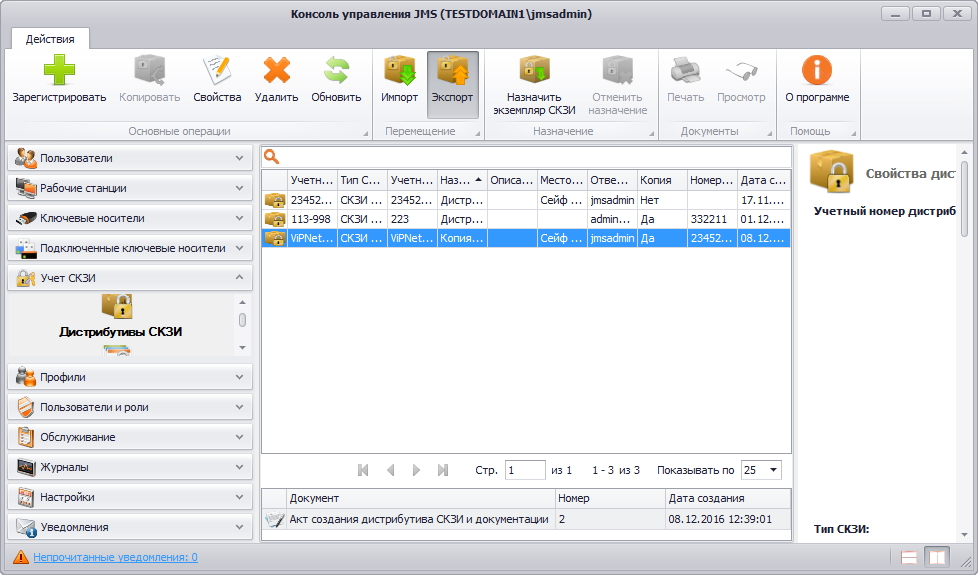 Консоль управления JMS (TESTDOMAIN1\jmsadmin)
Действия
Зарегистрировать Копировать Свойства Удалить Обновить Импорт Экспорт Назначить экземпляр СКЗИ Отменить назначение Печать Просмотр О программе
Основные операции Перемещение Назначение Документы Помощь
Пользователи
Рабочие станции
Ключевые носители
Подключенные ключевые носители
Учет СКЗИ
Дистрибутивы СКЗИ
Профили
Пользователи и роли
Обслуживание
Журналы
Настройки
Уведомления
Учетн... Тип С... Учетн... Наз... Описа... Место... Отве... Копия Номер... Дата с...
23452... СКЗИ ... 23452... Дистр... Сейф ... jmsadmin Нет 17.11....
113-998 СКЗИ ... 223 Дистр... admin... Да 332211 01.12....
ViPNet... СКЗИ ... ViPNet... Копия... Сейф ... jmsadmin Да 23452... 08.12....
Стр. 1 из 1 1 - 3 из 3 Показывать по 25
Документ Номер Дата создания
Акт создания дистрибутива СКЗИ и документации 2 08.12.2016 12:39:01
Свойства дис
Учетный номер дистриб
Тип СКЗИ:
Непрочитанные уведомления: 0